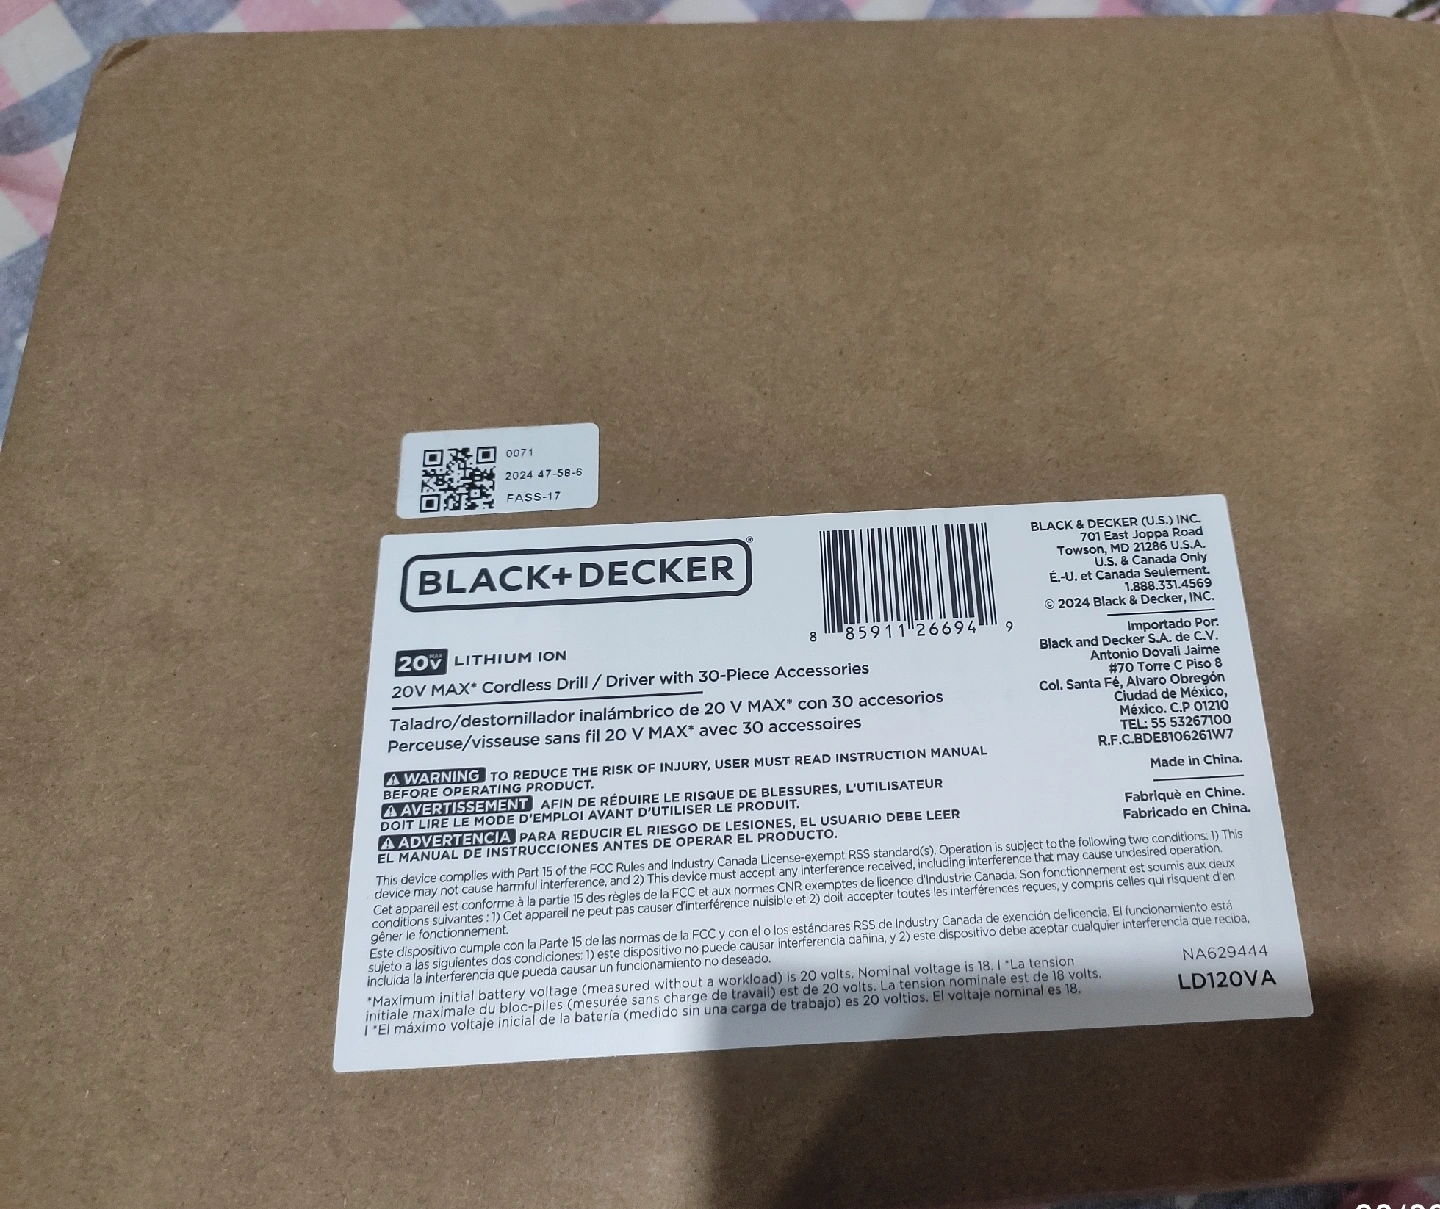 0071
2024 47-58-6
FASS-17
BLACK+DECKER®
8 85911 26694 9
BLACK & DECKER (U.S.) INC.
701 East Joppa Road
Towson, MD 21286 U.S.A.
U.S. & Canada Only
É.-U. et Canada Seulement.
1.888.331.4569
© 2024 Black & Decker, INC.
Importado Por:
Black and Decker S.A. de C.V.
Antonio Dovali Jaime
#70 Torre C Piso 8
Col. Santa Fé, Alvaro Obregón
Ciudad de México,
México. C.P 01210
TEL: 55 53267100
R.F.C.BDE8106261W7
Made in China.
Fabriquè en Chine.
Fabricado en China.
20V MAX LITHIUM ION
20V MAX* Cordless Drill / Driver with 30-Piece Accessories
Taladro/destornillador inalámbrico de 20 V MAX* con 30 accesorios
Perceuse/visseuse sans fil 20 V MAX* avec 30 accessoires
WARNING TO REDUCE THE RISK OF INJURY, USER MUST READ INSTRUCTION MANUAL
BEFORE OPERATING PRODUCT.
AVERTISSEMENT AFIN DE RÉDUIRE LE RISQUE DE BLESSURES, L'UTILISATEUR
DOIT LIRE LE MODE D'EMPLOI AVANT D'UTILISER LE PRODUIT.
ADVERTENCIA PARA REDUCIR EL RIESGO DE LESIONES, EL USUARIO DEBE LEER
EL MANUAL DE INSTRUCCIONES ANTES DE OPERAR EL PRODUCTO.
This device complies with Part 15 of the FCC Rules and Industry Canada License-exempt RSS standard(s). Operation is subject to the following two conditions: 1) This
device may not cause harmful interference, and 2) This device must accept any interference received, including interference that may cause undesired operation.
Cet appareil est conforme à la partie 15 des règles de la FCC et aux normes CNR exemptes de licence d'Industrie Canada. Son fonctionnement est soumis aux deux
conditions suivantes : 1) Cet appareil ne peut pas causer d'interférence nuisible et 2) doit accepter toutes les interférences reçues, y compris celles qui risquent d'en
gêner le fonctionnement.
Este dispositivo cumple con la Parte 15 de las normas de la FCC y con el o los estándares RSS de Industry Canada de exención de licencia. El funcionamiento está
sujeto a las siguientes dos condiciones: 1) este dispositivo no puede causar interferencia dañina, y 2) este dispositivo debe aceptar cualquier interferencia que reciba,
incluida la interferencia que pueda causar un funcionamiento no deseado.
*Maximum initial battery voltage (measured without a workload) is 20 volts. Nominal voltage is 18. | *La tension
initiale maximale du bloc-piles (mesurée sans charge de travail) est de 20 volts. La tension nominale est de 18 volts.
| *El máximo voltaje inicial de la batería (medido sin una carga de trabajo) es 20 voltios. El voltaje nominal es 18.
NA629444
LD120VA